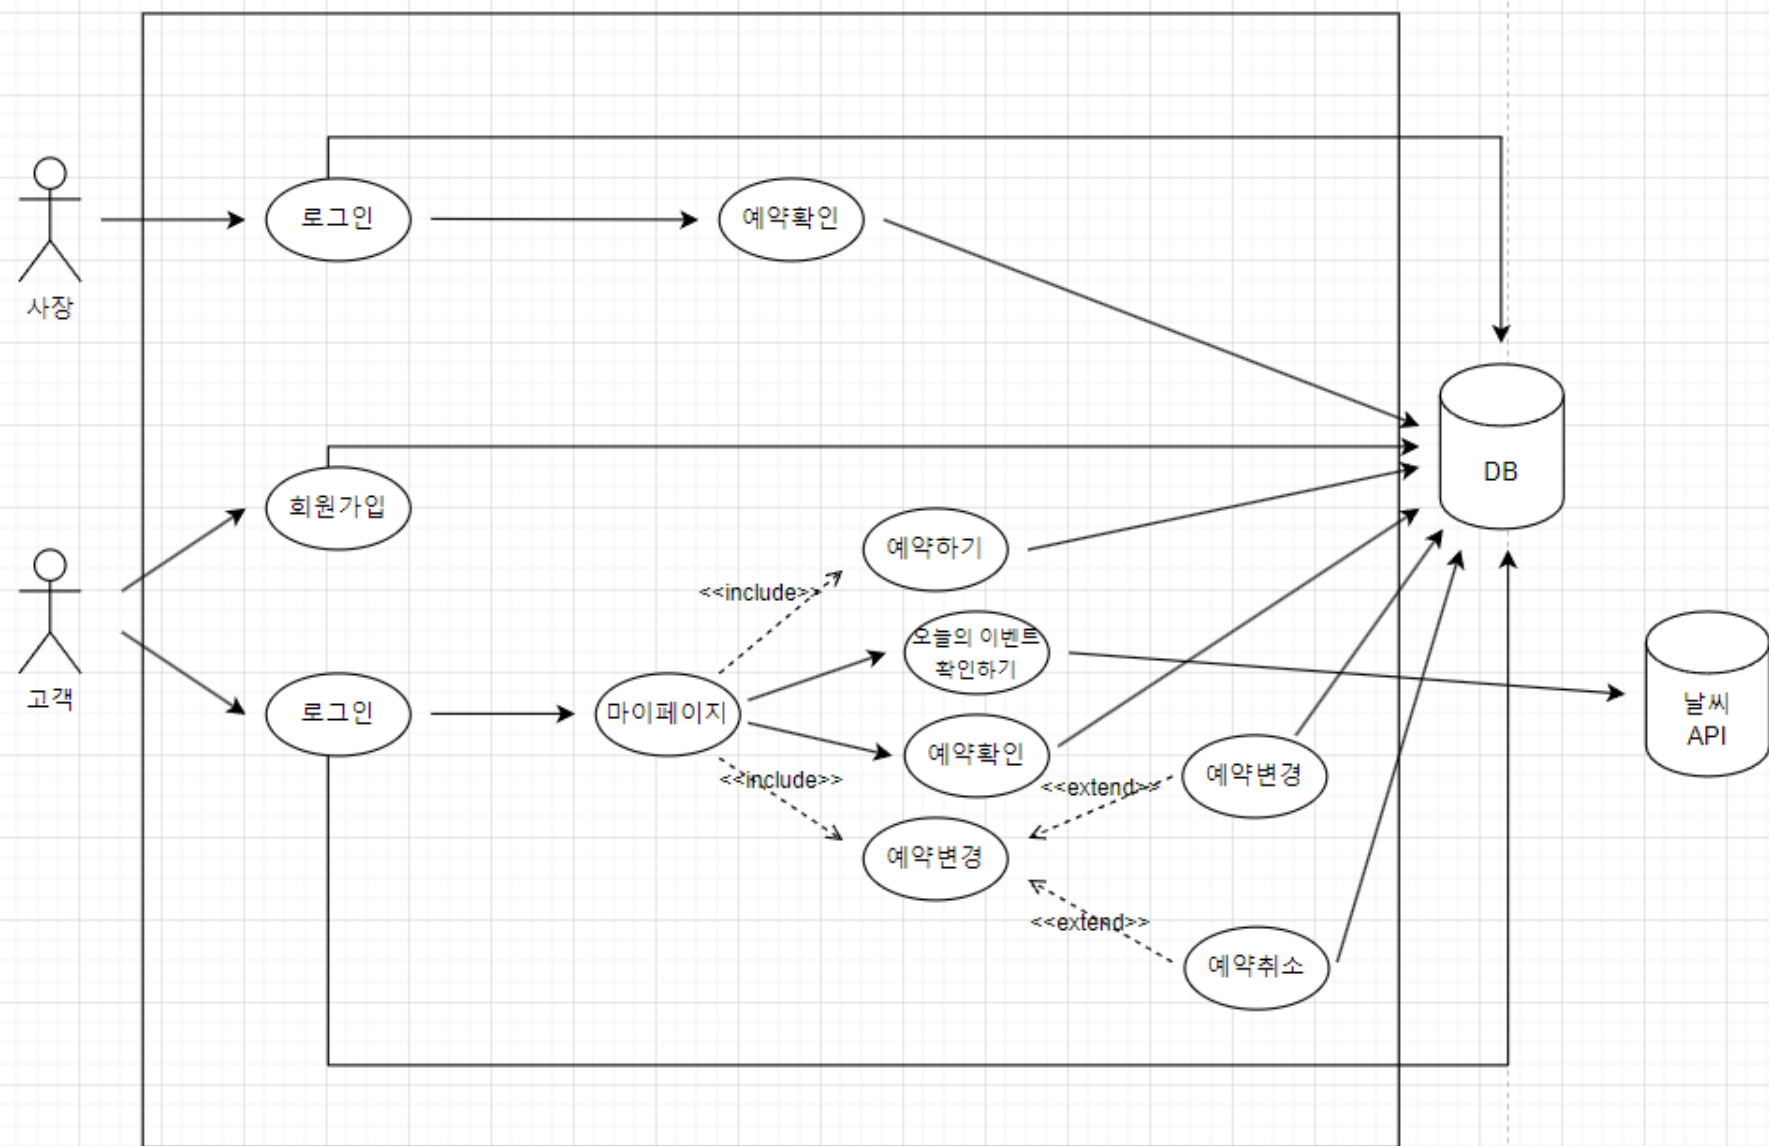 로그인
예약확인
사장
DB
회원가입
예약하기
<<include>>
오늘의 이벤트
확인하기
고객
로그인
마이페이지
날씨
API
예약확인
<<include>>
<<extend>>
예약변경
예약변경
<<extend>>
예약취소